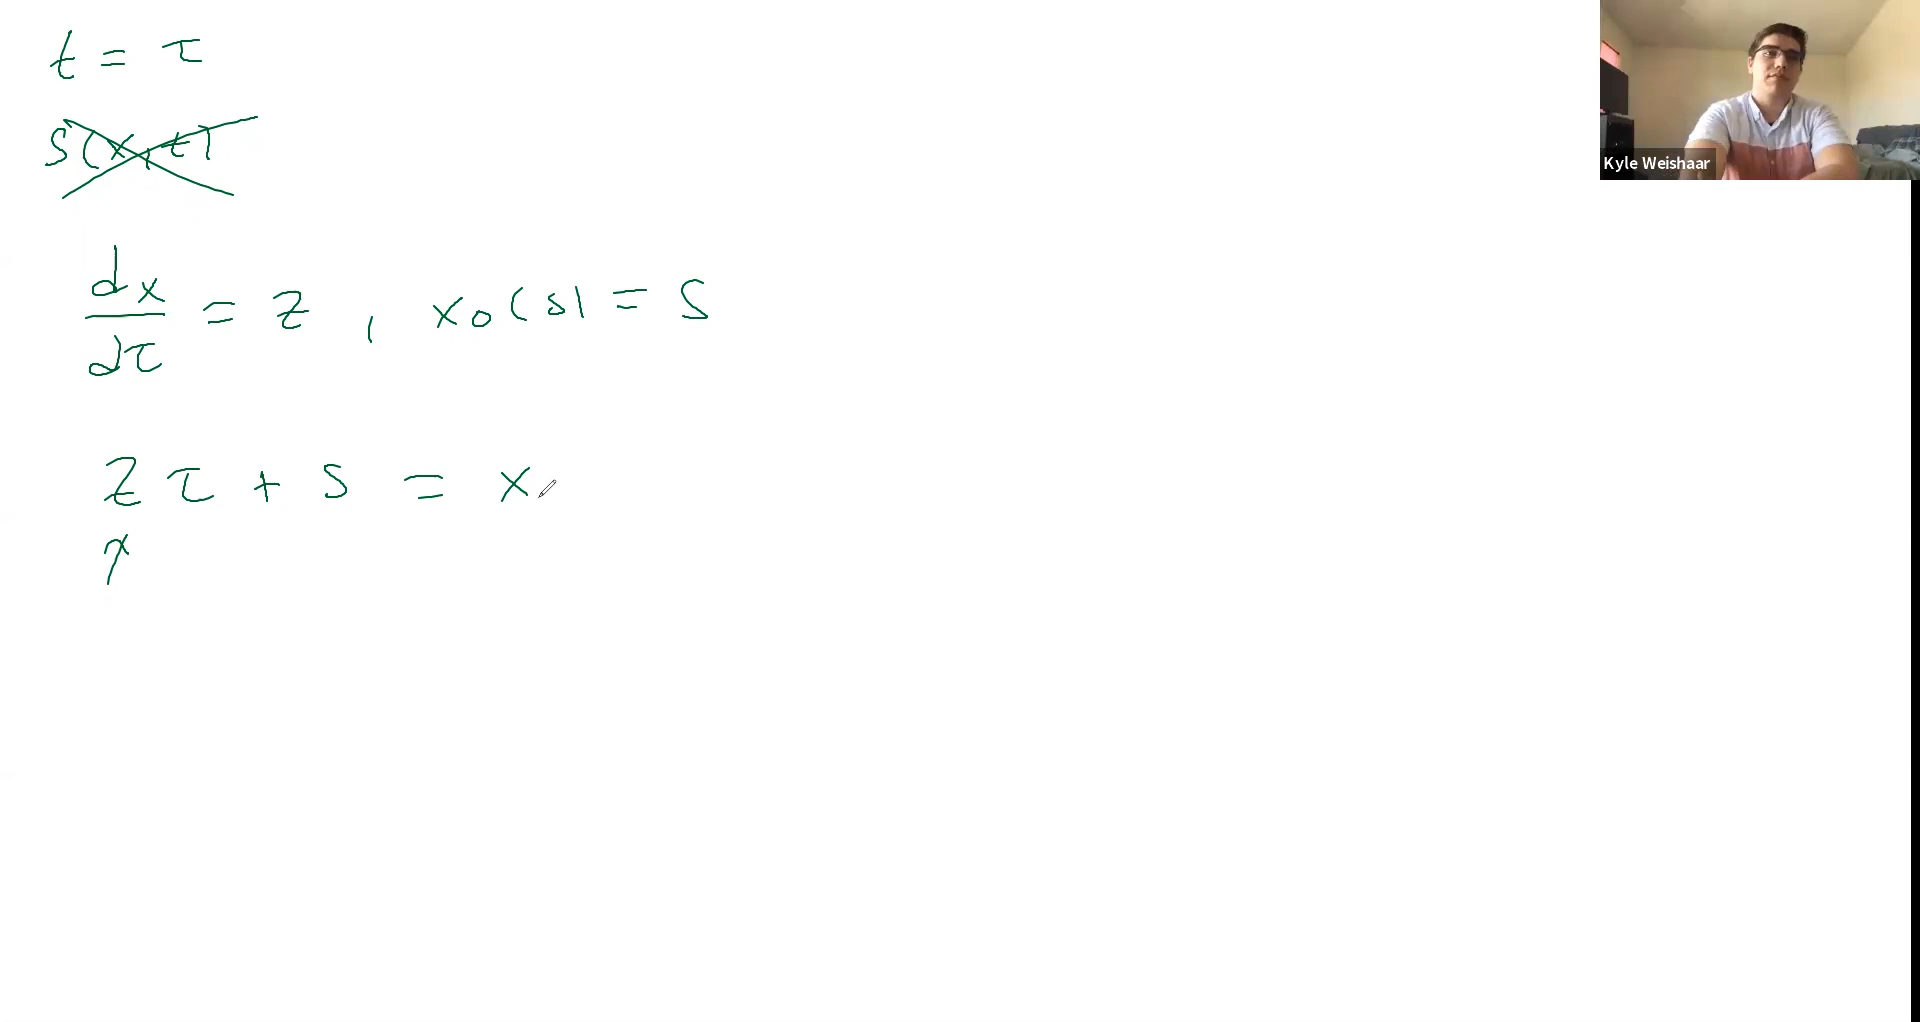 t = τ
s(x,t)
dx/dτ = z , x₀(s) = s
zτ + s = x
Kyle Weishaar